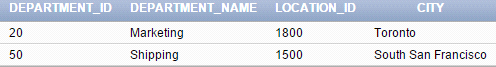 DEPARTMENT_ID DEPARTMENT_NAME LOCATION_ID CITY
20 Marketing 1800 Toronto
50 Shipping 1500 South San Francisco